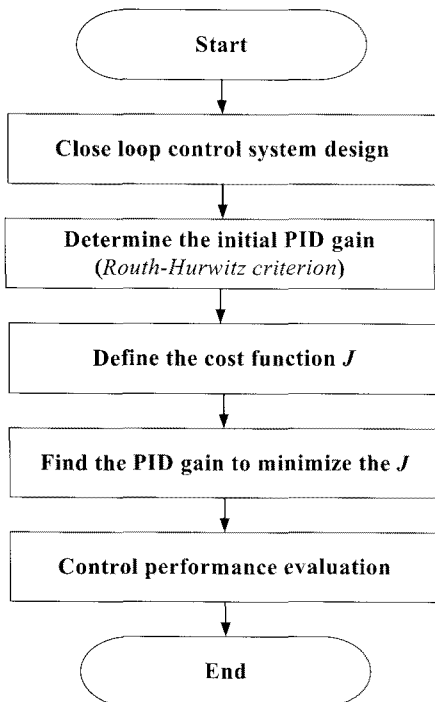 Start
Close loop control system design
Determine the initial PID gain
(Routh-Hurwitz criterion)
Define the cost function J
Find the PID gain to minimize the J
Control performance evaluation
End